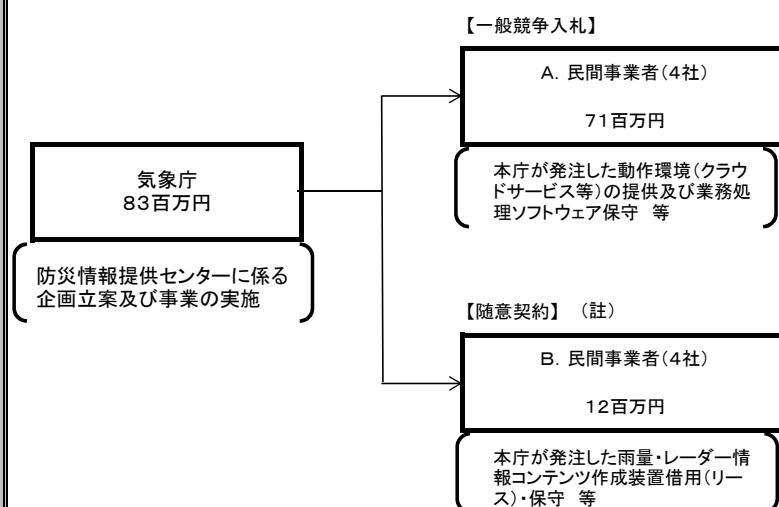 【一般競争入札】
A. 民間事業者(4社)
71百万円
本庁が発注した動作環境(クラウ
ドサービス等)の提供及び業務処
理ソフトウェア保守 等
気象庁
83百万円
防災情報提供センターに係る
企画立案及び事業の実施
【随意契約】 (註)
B. 民間事業者(4社)
12百万円
本庁が発注した雨量・レーダー情
報コンテンツ作成装置借用(リー
ス)・保守 等